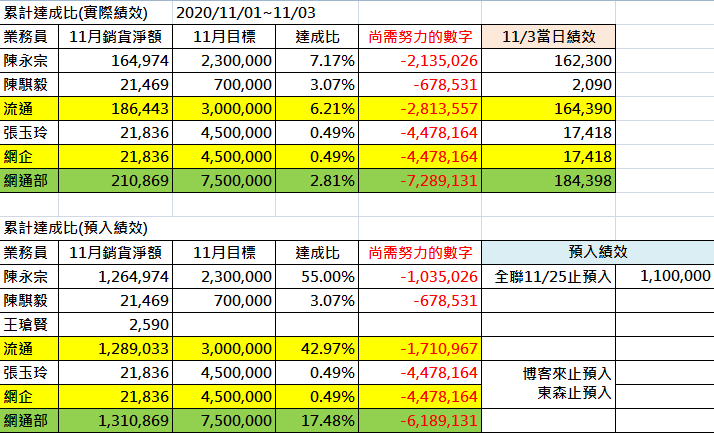 累計達成比(實際績效) 2020/11/01~11/03
業務員 11月銷貨淨額 11月目標 達成比 尚需努力的數字 11/3當日績效
陳永宗 164,974 2,300,000 7.17% -2,135,026 162,300
陳騏毅 21,469 700,000 3.07% -678,531 2,090
流通 186,443 3,000,000 6.21% -2,813,557 164,390
張玉玲 21,836 4,500,000 0.49% -4,478,164 17,418
網企 21,836 4,500,000 0.49% -4,478,164 17,418
網通部 210,869 7,500,000 2.81% -7,289,131 184,398
累計達成比(預入績效)
業務員 11月銷貨淨額 11月目標 達成比 尚需努力的數字 預入績效
陳永宗 1,264,974 2,300,000 55.00% -1,035,026 全聯11/25止預入 1,100,000
陳騏毅 21,469 700,000 3.07% -678,531
王瑲賢 2,590
流通 1,289,033 3,000,000 42.97% -1,710,967
張玉玲 21,836 4,500,000 0.49% -4,478,164 博客來止預入
網企 21,836 4,500,000 0.49% -4,478,164 東森止預入
網通部 1,310,869 7,500,000 17.48% -6,189,131